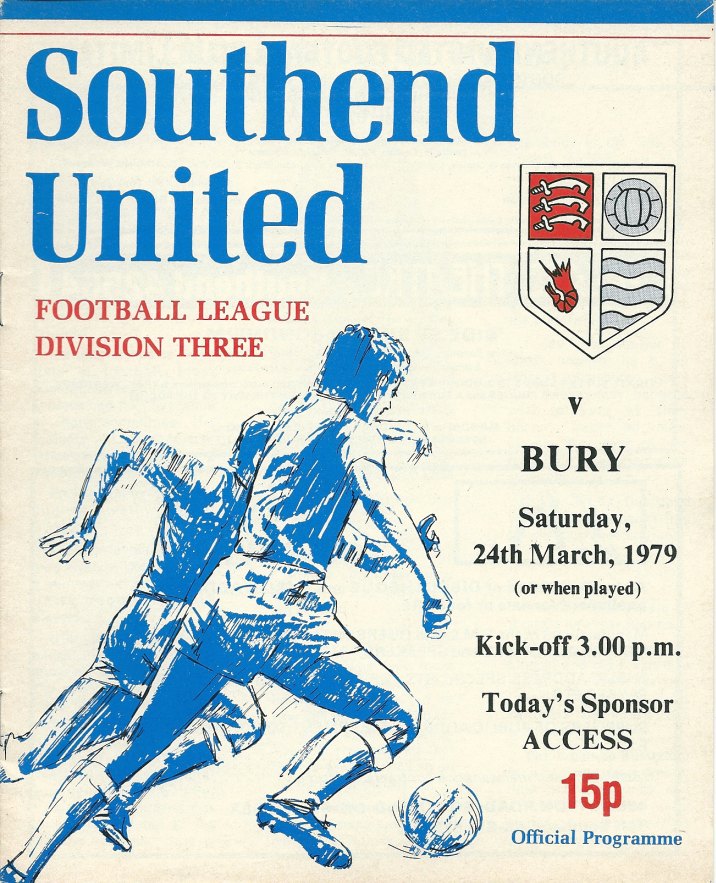 Southend
United
FOOTBALL LEAGUE
DIVISION THREE
v
BURY
Saturday,
24th March, 1979
(or when played)
Kick-off 3.00 p.m.
Today's Sponsor
ACCESS
15p
Official Programme